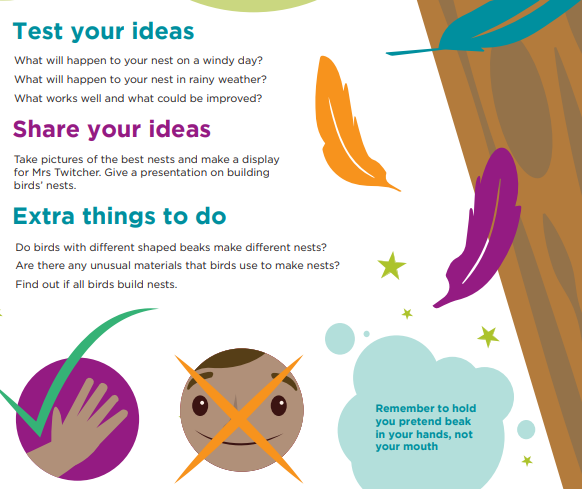 Test your ideas
What will happen to your nest on a windy day?
What will happen to your nest in rainy weather?
What works well and what could be improved?
Share your ideas
Take pictures of the best nests and make a display
for Mrs Twitcher. Give a presentation on building
birds’ nests.
Extra things to do
Do birds with different shaped beaks make different nests?
Are there any unusual materials that birds use to make nests?
Find out if all birds build nests.
Remember to hold
you pretend beak
in your hands, not
your mouth